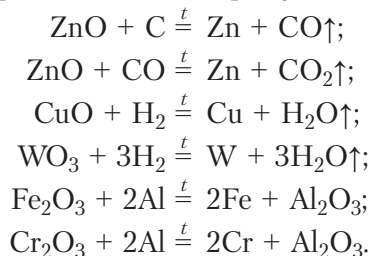 ZnO + C =ᵗ Zn + CO↑;
ZnO + CO =ᵗ Zn + CO₂↑;
CuO + H₂ =ᵗ Cu + H₂O↑;
WO₃ + 3H₂ =ᵗ W + 3H₂O↑;
Fe₂O₃ + 2Al =ᵗ 2Fe + Al₂O₃;
Cr₂O₃ + 2Al =ᵗ 2Cr + Al₂O₃.